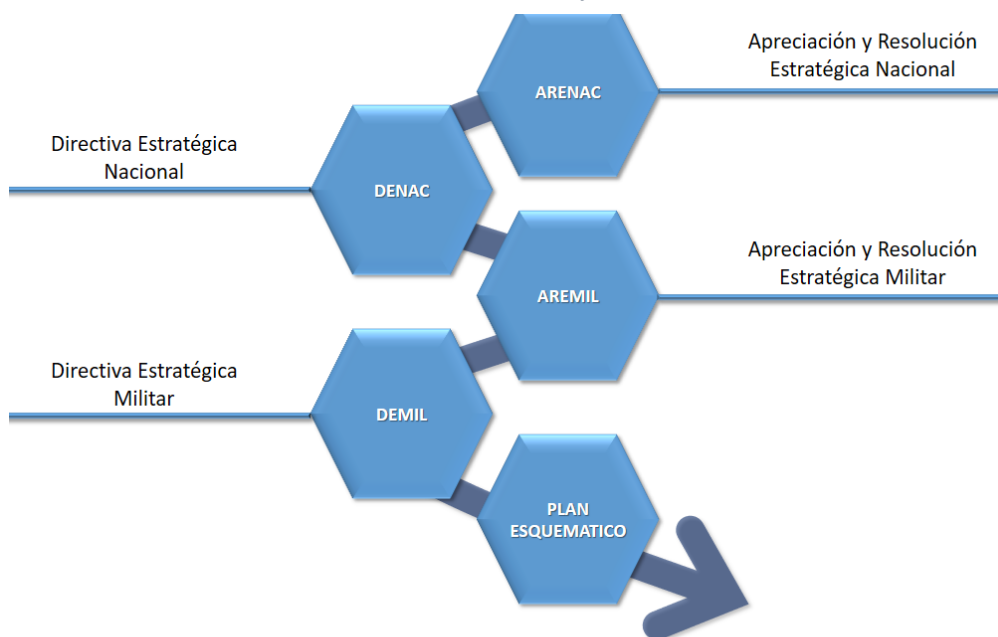 Apreciación y Resolución
Estratégica Nacional
ARENAC
Directiva Estratégica
Nacional
DENAC
Apreciación y Resolución
Estratégica Militar
AREMIL
Directiva Estratégica
Militar
DEMIL
PLAN
ESQUEMATICO